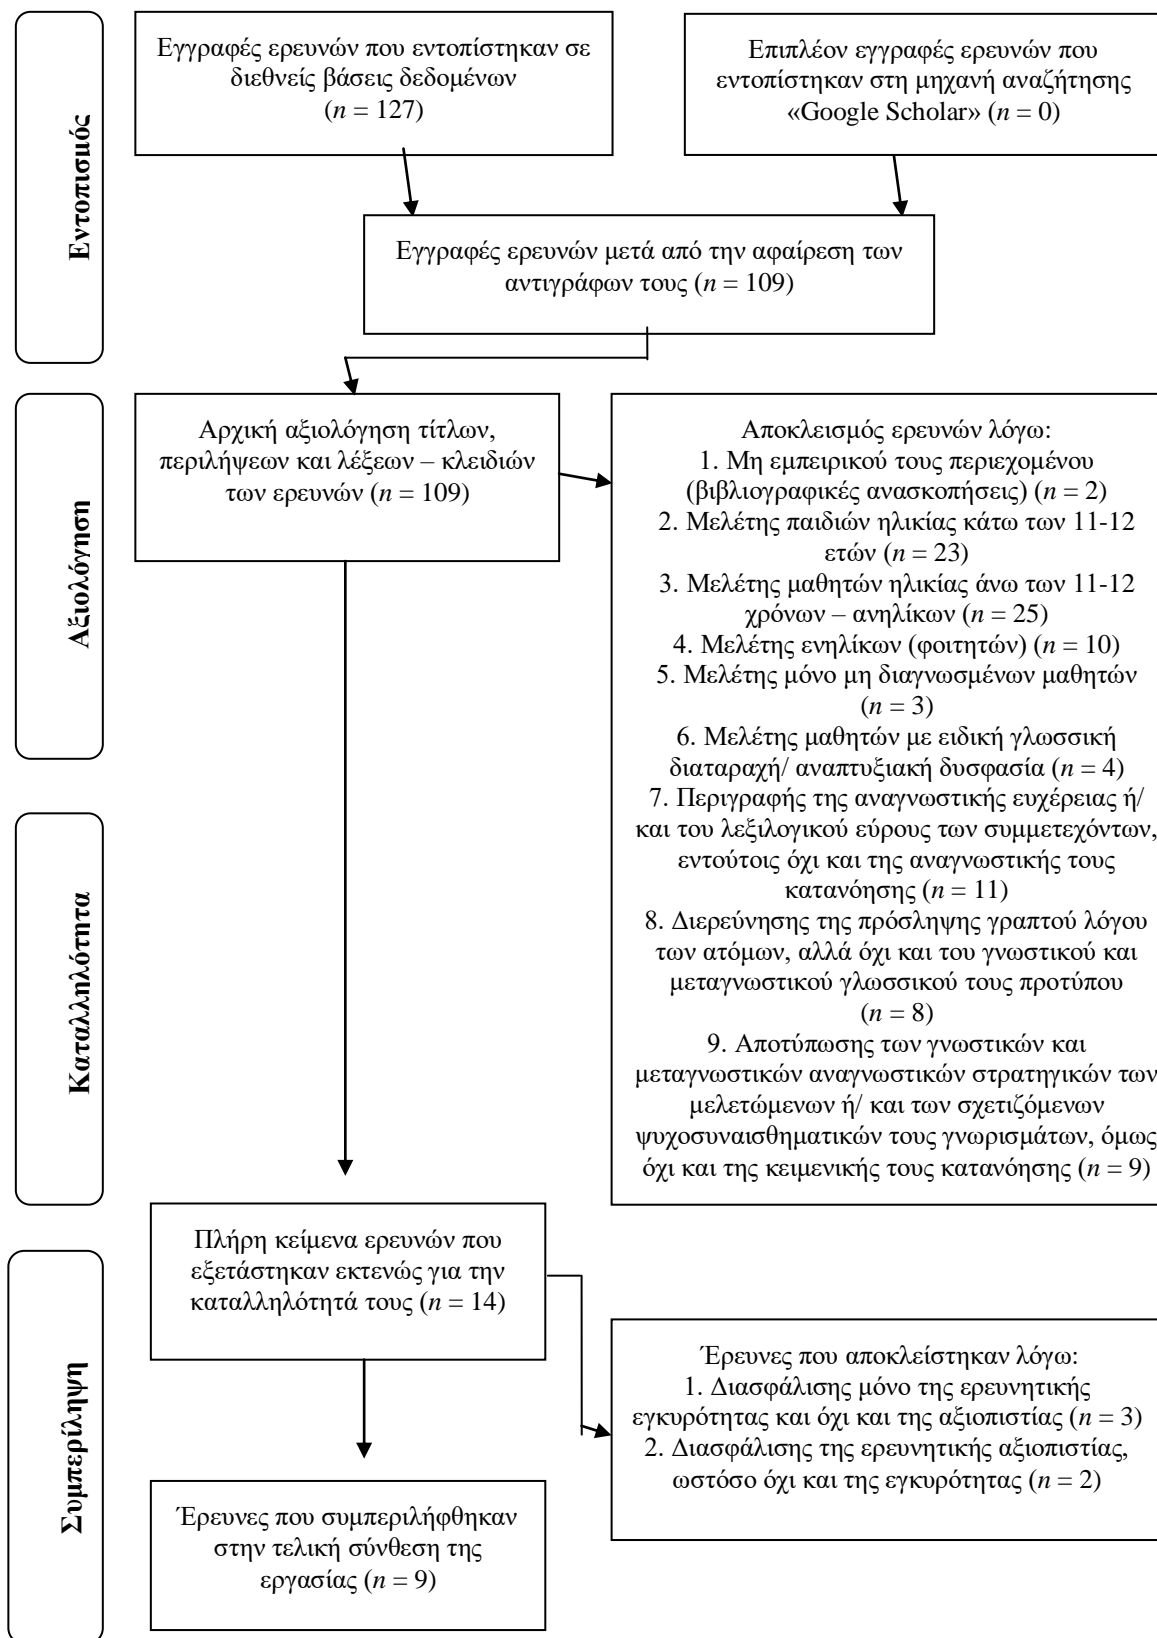 Εντοπισμός
Εγγραφές ερευνών που εντοπίστηκαν σε
διεθνείς βάσεις δεδομένων
(n = 127)
Επιπλέον εγγραφές ερευνών που
εντοπίστηκαν στη μηχανή αναζήτησης
«Google Scholar» (n = 0)
Εγγραφές ερευνών μετά από την αφαίρεση των
αντιγράφων τους (n = 109)
Αξιολόγηση
Αρχική αξιολόγηση τίτλων,
περιλήψεων και λέξεων – κλειδιών
των ερευνών (n = 109)
Αποκλεισμός ερευνών λόγω:
1. Μη εμπειρικού τους περιεχομένου
(βιβλιογραφικές ανασκοπήσεις) (n = 2)
2. Μελέτης παιδιών ηλικίας κάτω των 11-12
ετών (n = 23)
3. Μελέτης μαθητών ηλικίας άνω των 11-12
χρόνων – ανηλίκων (n = 25)
4. Μελέτης ενηλίκων (φοιτητών) (n = 10)
5. Μελέτης μόνο μη διαγνωσμένων μαθητών
(n = 3)
6. Μελέτης μαθητών με ειδική γλωσσική
διαταραχή/ αναπτυξιακή δυσφασία (n = 4)
7. Περιγραφής της αναγνωστικής ευχέρειας ή/
και του λεξιλογικού εύρους των συμμετεχόντων,
εντούτοις όχι και της αναγνωστικής τους
κατανόησης (n = 11)
8. Διερεύνησης της πρόσληψης γραπτού λόγου
των ατόμων, αλλά όχι και του γνωστικού και
μεταγνωστικού γλωσσικού τους προτύπου
(n = 8)
9. Αποτύπωσης των γνωστικών και
μεταγνωστικών αναγνωστικών στρατηγικών των
μελετώμενων ή/ και των σχετιζόμενων
ψυχοσυναισθηματικών τους γνωρισμάτων, όμως
όχι και της κειμενικής τους κατανόησης (n = 9)
Καταλληλότητα
Πλήρη κείμενα ερευνών που
εξετάστηκαν εκτενώς για την
καταλληλότητά τους (n = 14)
Συμπερίληψη
Έρευνες που αποκλείστηκαν λόγω:
1. Διασφάλισης μόνο της ερευνητικής
εγκυρότητας και όχι και της αξιοπιστίας (n = 3)
2. Διασφάλισης της ερευνητικής αξιοπιστίας,
ωστόσο όχι και της εγκυρότητας (n = 2)
Έρευνες που συμπεριλήφθηκαν
στην τελική σύνθεση της
εργασίας (n = 9)